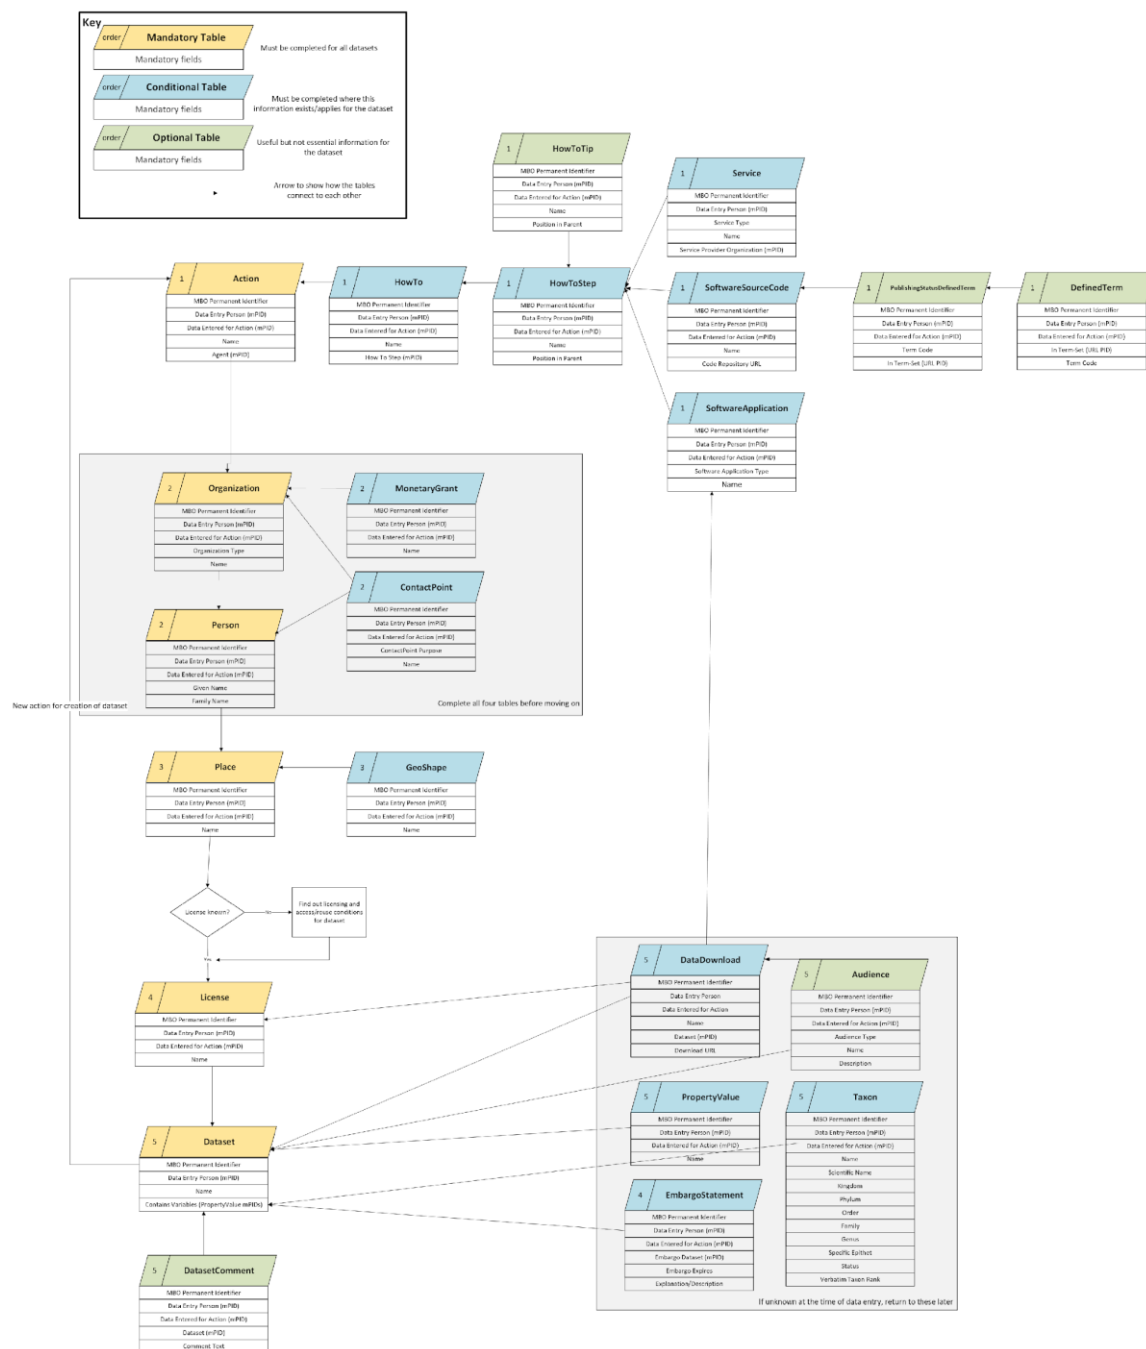 Key
order
Mandatory Table
Mandatory fields
Must be completed for all datasets
order
Conditional Table
Mandatory fields
Must be completed where this
information exists/applies for the dataset
order
Optional Table
Mandatory fields
Useful but not essential information for
the dataset
Arrow to show how the tables
connect to each other
1
HowToTip
MBO Permanent Identifier
Data Entry Person (mPID)
Data Entered for Action (mPID)
Name
Position in Parent
1
Service
MBO Permanent Identifier
Data Entry Person (mPID)
Service Type
Name
Service Provider Organization (mPID)
1
Action
MBO Permanent Identifier
Data Entry Person (mPID)
Data Entered for Action (mPID)
Name
Agent (mPID)
1
HowTo
MBO Permanent Identifier
Data Entry Person (mPID)
Data Entered for Action (mPID)
Name
How To Step (mPID)
1
HowToStep
MBO Permanent Identifier
Data Entry Person (mPID)
Data Entered for Action (mPID)
Name
Position in Parent
1
SoftwareSourceCode
MBO Permanent Identifier
Data Entry Person (mPID)
Data Entered for Action (mPID)
Name
Code Repository URL
1
PublishingStatusDefinedTerm
MBO Permanent Identifier
Data Entry Person (mPID)
Data Entered for Action (mPID)
Term Code
In Term-Set (URL PID)
1
DefinedTerm
MBO Permanent Identifier
Data Entry Person (mPID)
Data Entered for Action (mPID)
In Term-Set (URL PID)
Term Code
1
SoftwareApplication
MBO Permanent Identifier
Data Entry Person (mPID)
Data Entered for Action (mPID)
Software Application Type
Name
2
Organization
MBO Permanent Identifier
Data Entry Person (mPID)
Data Entered for Action (mPID)
Organization Type
Name
2
MonetaryGrant
MBO Permanent Identifier
Data Entry Person (mPID)
Data Entered for Action (mPID)
Name
2
ContactPoint
MBO Permanent Identifier
Data Entry Person (mPID)
Data Entered for Action (mPID)
ContactPoint Purpose
Name
2
Person
MBO Permanent Identifier
Data Entry Person (mPID)
Data Entered for Action (mPID)
Given Name
Family Name
New action for creation of dataset
Complete all four tables before moving on
3
Place
MBO Permanent Identifier
Data Entry Person (mPID)
Data Entered for Action (mPID)
Name
3
GeoShape
MBO Permanent Identifier
Data Entry Person (mPID)
Data Entered for Action (mPID)
Name
License known?
No
Find out licensing and
access/reuse conditions
for dataset
Yes
4
License
MBO Permanent Identifier
Data Entry Person (mPID)
Data Entered for Action (mPID)
Name
5
DataDownload
MBO Permanent Identifier
Data Entry Person
Data Entered for Action
Name
Dataset (mPID)
Download URL
5
Audience
MBO Permanent Identifier
Data Entry Person (mPID)
Data Entered for Action (mPID)
Audience Type
Name
Description
5
Dataset
MBO Permanent Identifier
Data Entry Person (mPID)
Name
Contains Variables (PropertyValue mPIDs)
5
PropertyValue
MBO Permanent Identifier
Data Entry Person (mPID)
Data Entered for Action (mPID)
Name
5
Taxon
MBO Permanent Identifier
Data Entry Person (mPID)
Data Entered for Action (mPID)
Name
Scientific Name
Kingdom
Phylum
Order
Family
Genus
Specific Epithet
Status
Verbatim Taxon Rank
4
EmbargoStatement
MBO Permanent Identifier
Data Entry Person (mPID)
Data Entered for Action (mPID)
Embargo Dataset (mPID)
Embargo Expires
Explanation/Description
If unknown at the time of data entry, return to these later
5
DatasetComment
MBO Permanent Identifier
Data Entry Person (mPID)
Data Entered for Action (mPID)
Dataset (mPID)
Comment Text